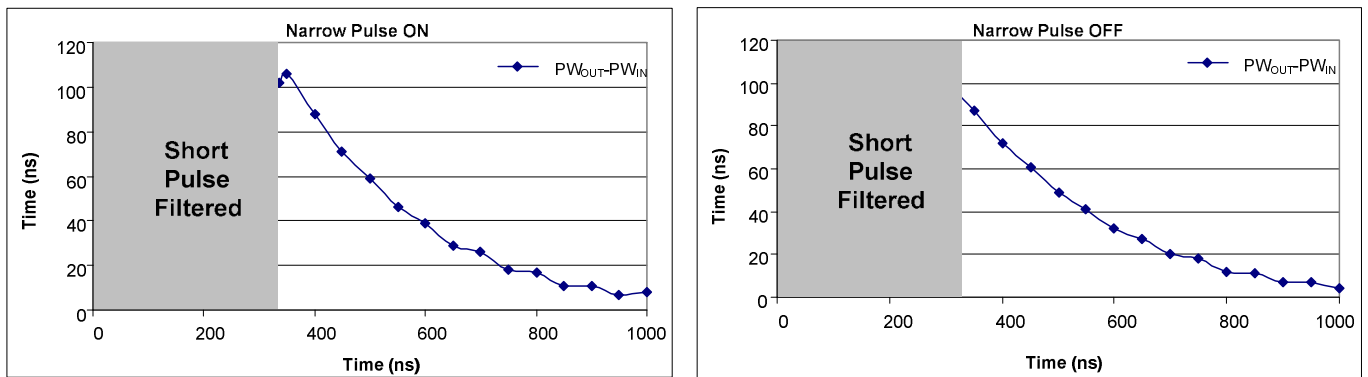 Narrow Pulse ON
120
100
80
60
40
20
0
Time (ns)
Short
Pulse
Filtered
PWOUT-PWIN
0 200 400 600 800 1000
Time (ns)
Narrow Pulse OFF
120
100
80
60
40
20
0
Time (ns)
Short
Pulse
Filtered
PWOUT-PWIN
0 200 400 600 800 1000
Time (ns)